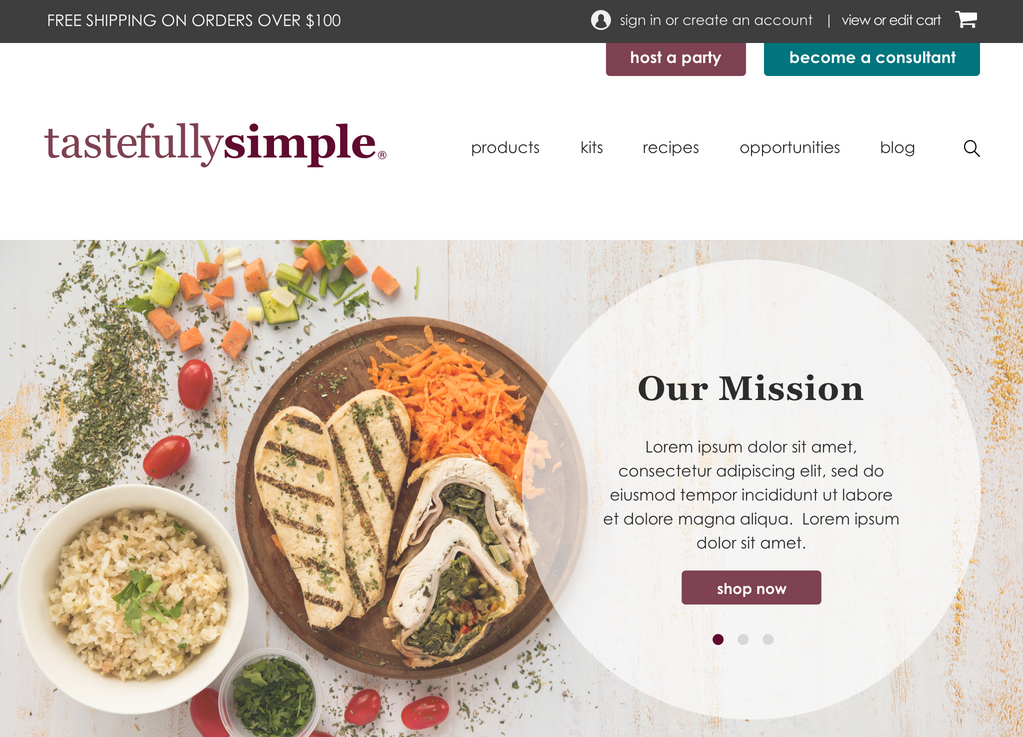 FREE SHIPPING ON ORDERS OVER $100
sign in or create an account | view or edit cart
host a party
become a consultant
tastefullysimple®
products kits recipes opportunities blog
Our Mission
Lorem ipsum dolor sit amet,
consectetur adipiscing elit, sed do
eiusmod tempor incididunt ut labore
et dolore magna aliqua.  Lorem ipsum
dolor sit amet.
shop now